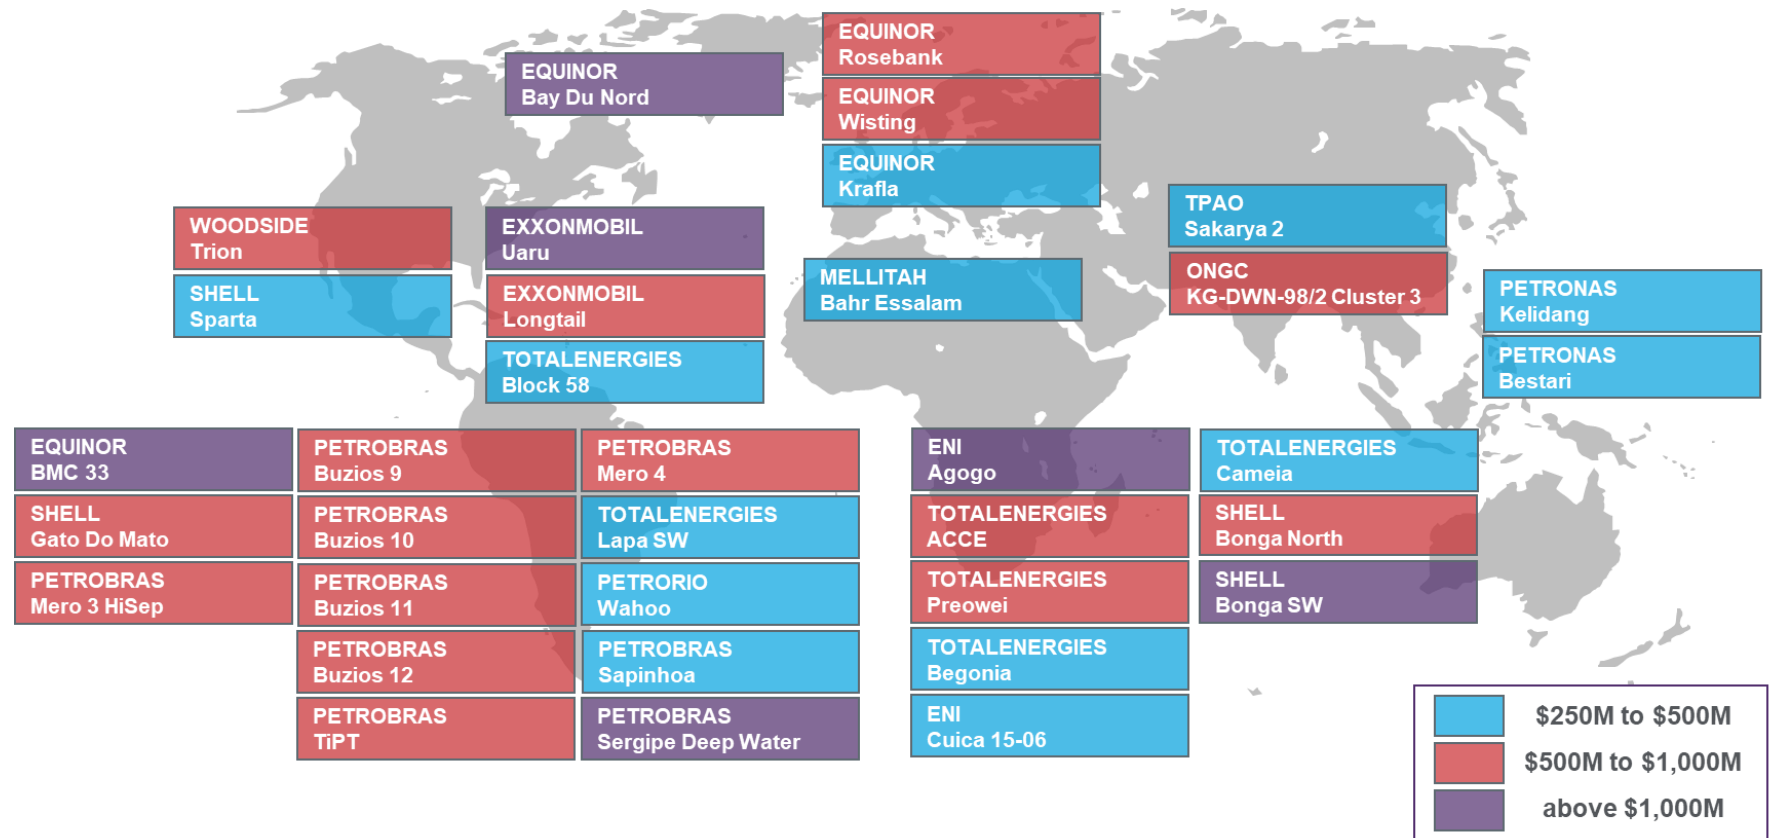 EQUINOR
Bay Du Nord
EQUINOR
Rosebank
EQUINOR
Wisting
EQUINOR
Krafla
WOODSIDE
Trion
SHELL
Sparta
EXXONMOBIL
Uaru
EXXONMOBIL
Longtail
TOTALENERGIES
Block 58
MELLITAH
Bahr Essalam
TPAO
Sakarya 2
ONGC
KG-DWN-98/2 Cluster 3
PETRONAS
Kelidang
PETRONAS
Bestari
EQUINOR
BMC 33
SHELL
Gato Do Mato
PETROBRAS
Mero 3 HiSep
PETROBRAS
Buzios 9
PETROBRAS
Buzios 10
PETROBRAS
Buzios 11
PETROBRAS
Buzios 12
PETROBRAS
TiPT
PETROBRAS
Mero 4
TOTALENERGIES
Lapa SW
PETRORIO
Wahoo
PETROBRAS
Sapinhoa
PETROBRAS
Sergipe Deep Water
ENI
Agogo
TOTALENERGIES
ACCE
TOTALENERGIES
Preowei
TOTALENERGIES
Begonia
ENI
Cuica 15-06
TOTALENERGIES
Cameia
SHELL
Bonga North
SHELL
Bonga SW
$250M to $500M
$500M to $1,000M
above $1,000M